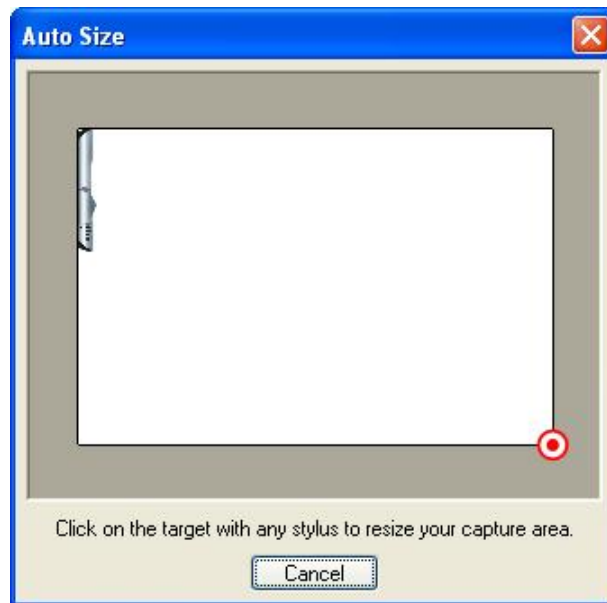 Auto Size
Click on the target with any stylus to resize your capture area.
Cancel